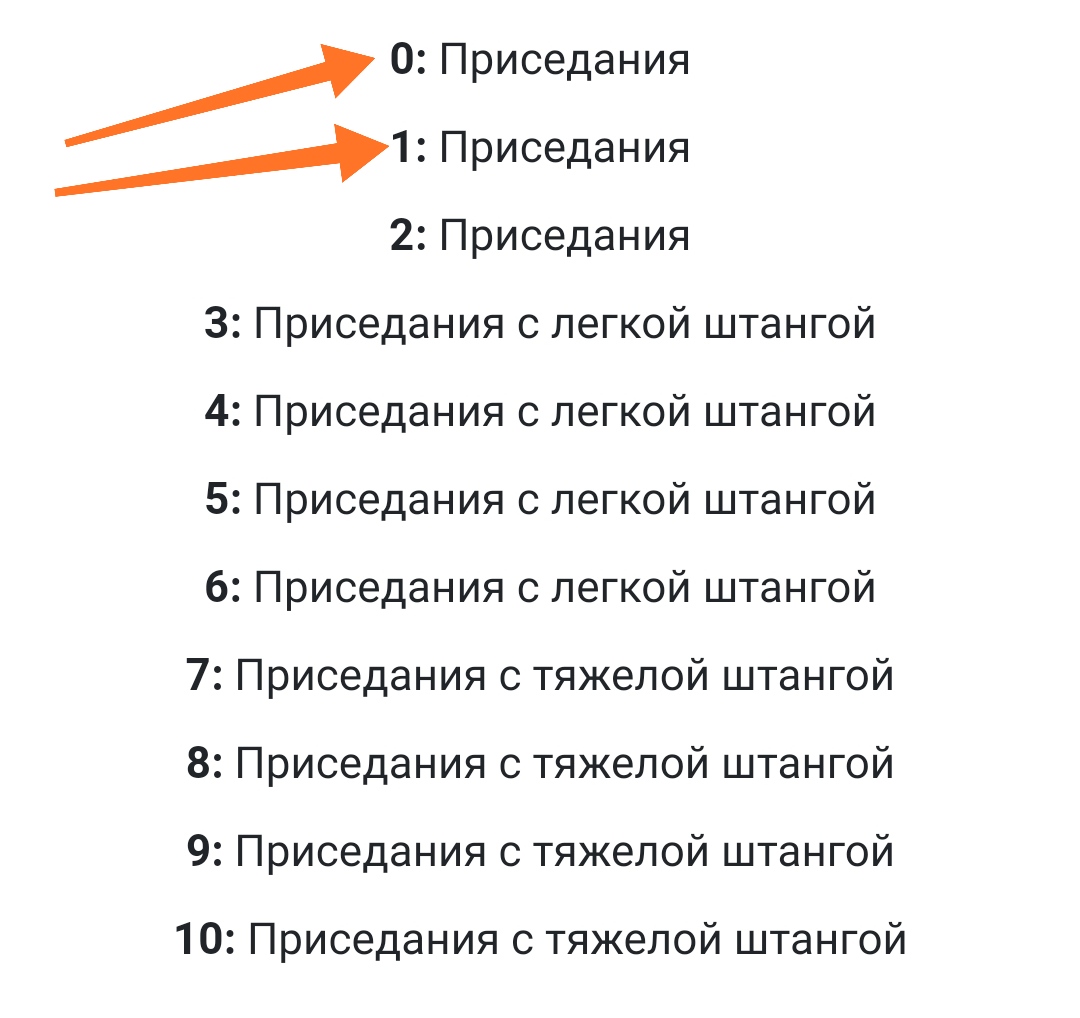 0: Приседания
1: Приседания
2: Приседания
3: Приседания с легкой штангой
4: Приседания с легкой штангой
5: Приседания с легкой штангой
6: Приседания с легкой штангой
7: Приседания с тяжелой штангой
8: Приседания с тяжелой штангой
9: Приседания с тяжелой штангой
10: Приседания с тяжелой штангой